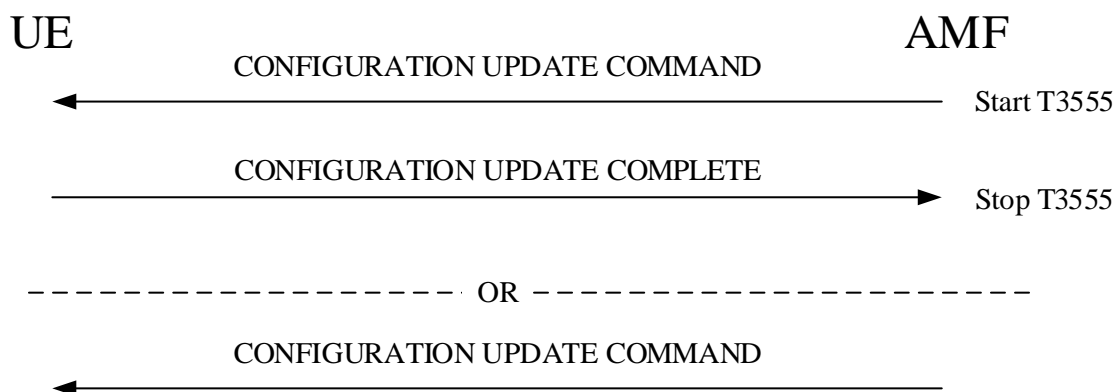 UE AMF
CONFIGURATION UPDATE COMMAND
Start T3555
CONFIGURATION UPDATE COMPLETE
Stop T3555
OR
CONFIGURATION UPDATE COMMAND